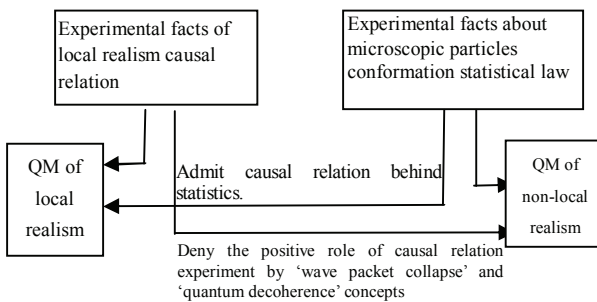 Experimental facts of
local realism causal
relation
Experimental facts about
microscopic particles
conformation statistical law
QM of
local
realism
Admit causal relation behind
statistics.
QM of
non-local
realism
Deny the positive role of causal relation
experiment by ‘wave packet collapse’ and
‘quantum decoherence’ concepts